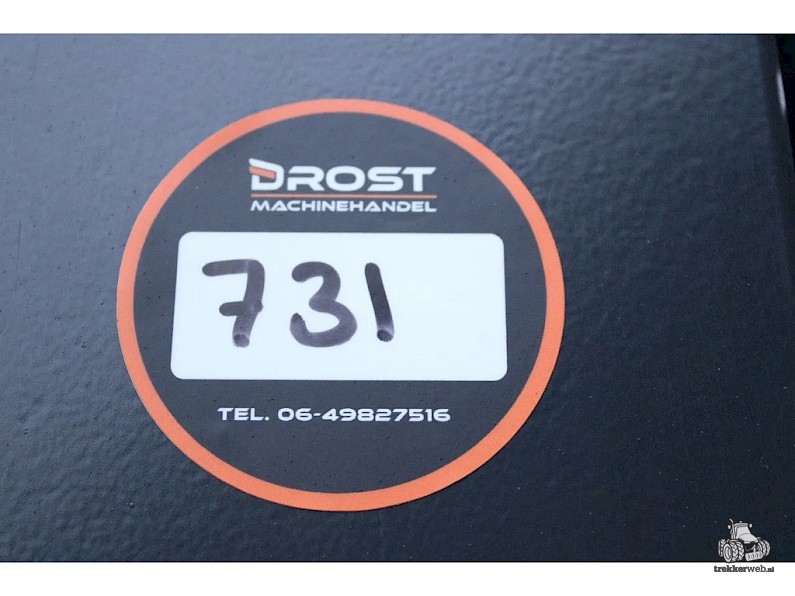 DROST
MACHINEHANDEL
731
TEL. 06-49827516
trekkerweb.nl